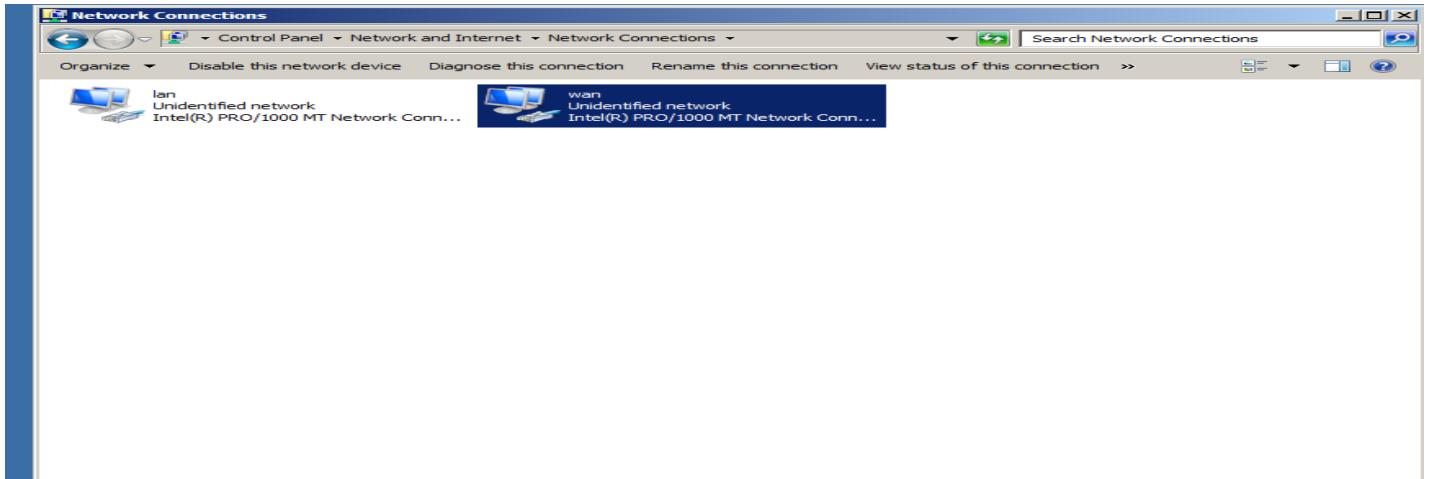 Network Connections
Control Panel Network and Internet Network Connections Search Network Connections
Organize Disable this network device Diagnose this connection Rename this connection View status of this connection »
lan
Unidentified network
Intel(R) PRO/1000 MT Network Conn...
wan
Unidentified network
Intel(R) PRO/1000 MT Network Conn...